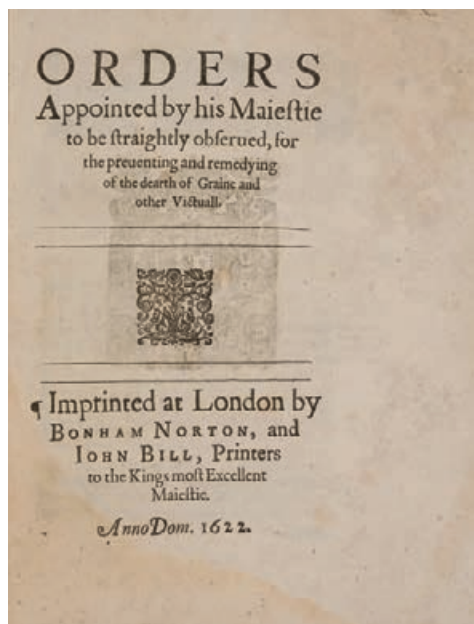 ORDERS
Appointed by his Maieſtie
to be ſtraightly obſerued, for
the preuenting and remedying
of the dearth of Graine and
other Victuall.
¶ Imprinted at London by
BONHAM NORTON, and
IOHN BILL, Printers
to the Kings moſt Excellent
Maieſtie.
Anno Dom. 1622.